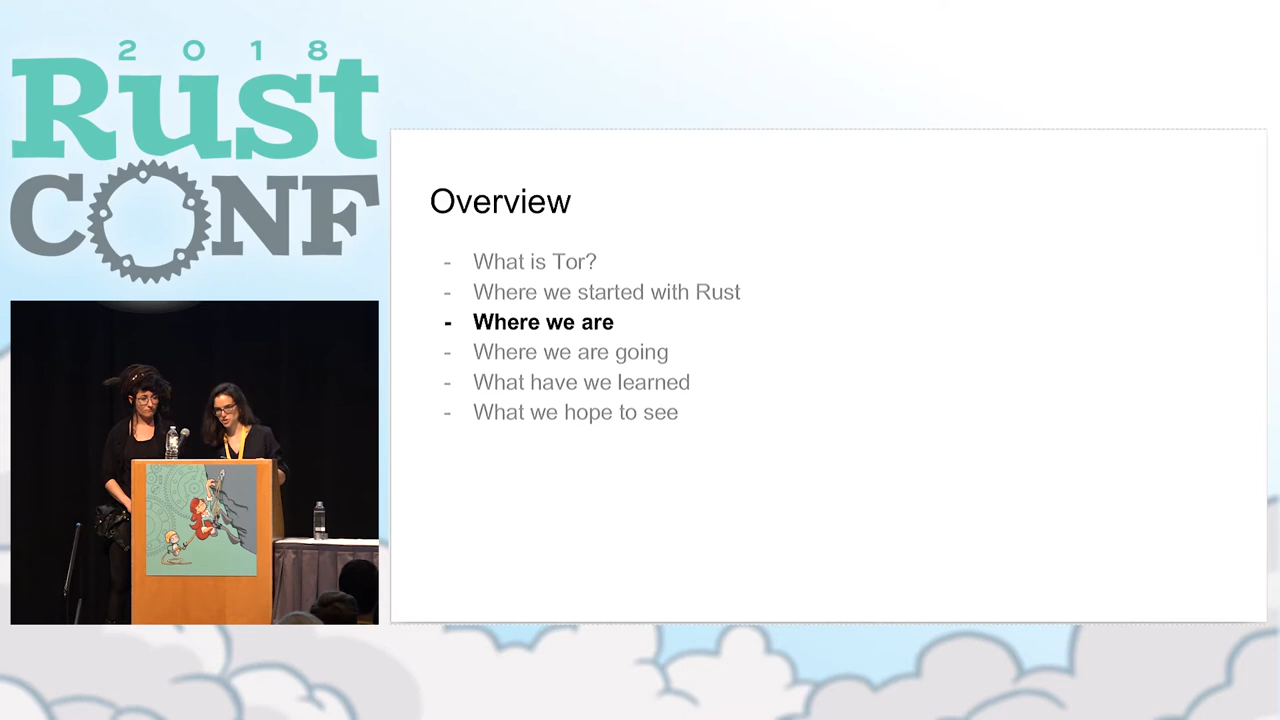 2018
Rust
CONF
Overview
- What is Tor?
- Where we started with Rust
- Where we are
- Where we are going
- What have we learned
- What we hope to see